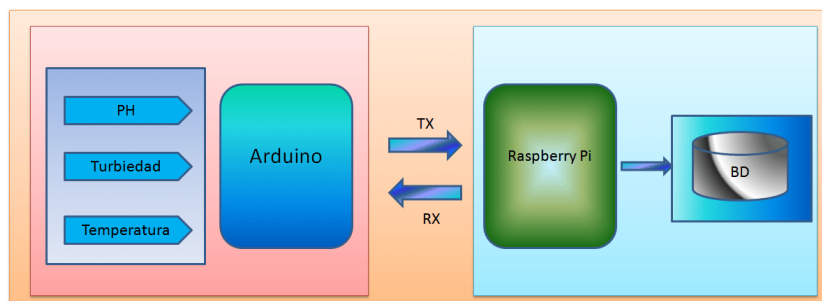 PH
Turbiedad
Temperatura
Arduino
TX
RX
Raspberry Pi
BD